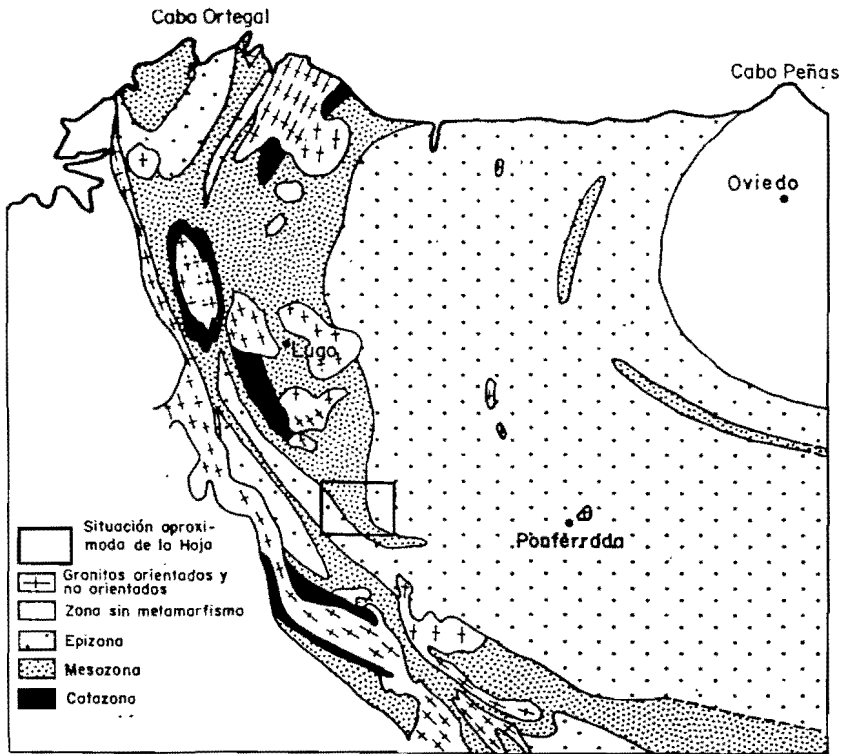 Cabo Ortegal
Cabo Peñas
Oviedo
Lugo
Ponferrada
Situación aproxi-
moda de la Hoja
Granitos orientados y
no orientados
Zona sin metamorfismo
Epizona
Mesozona
Catazona